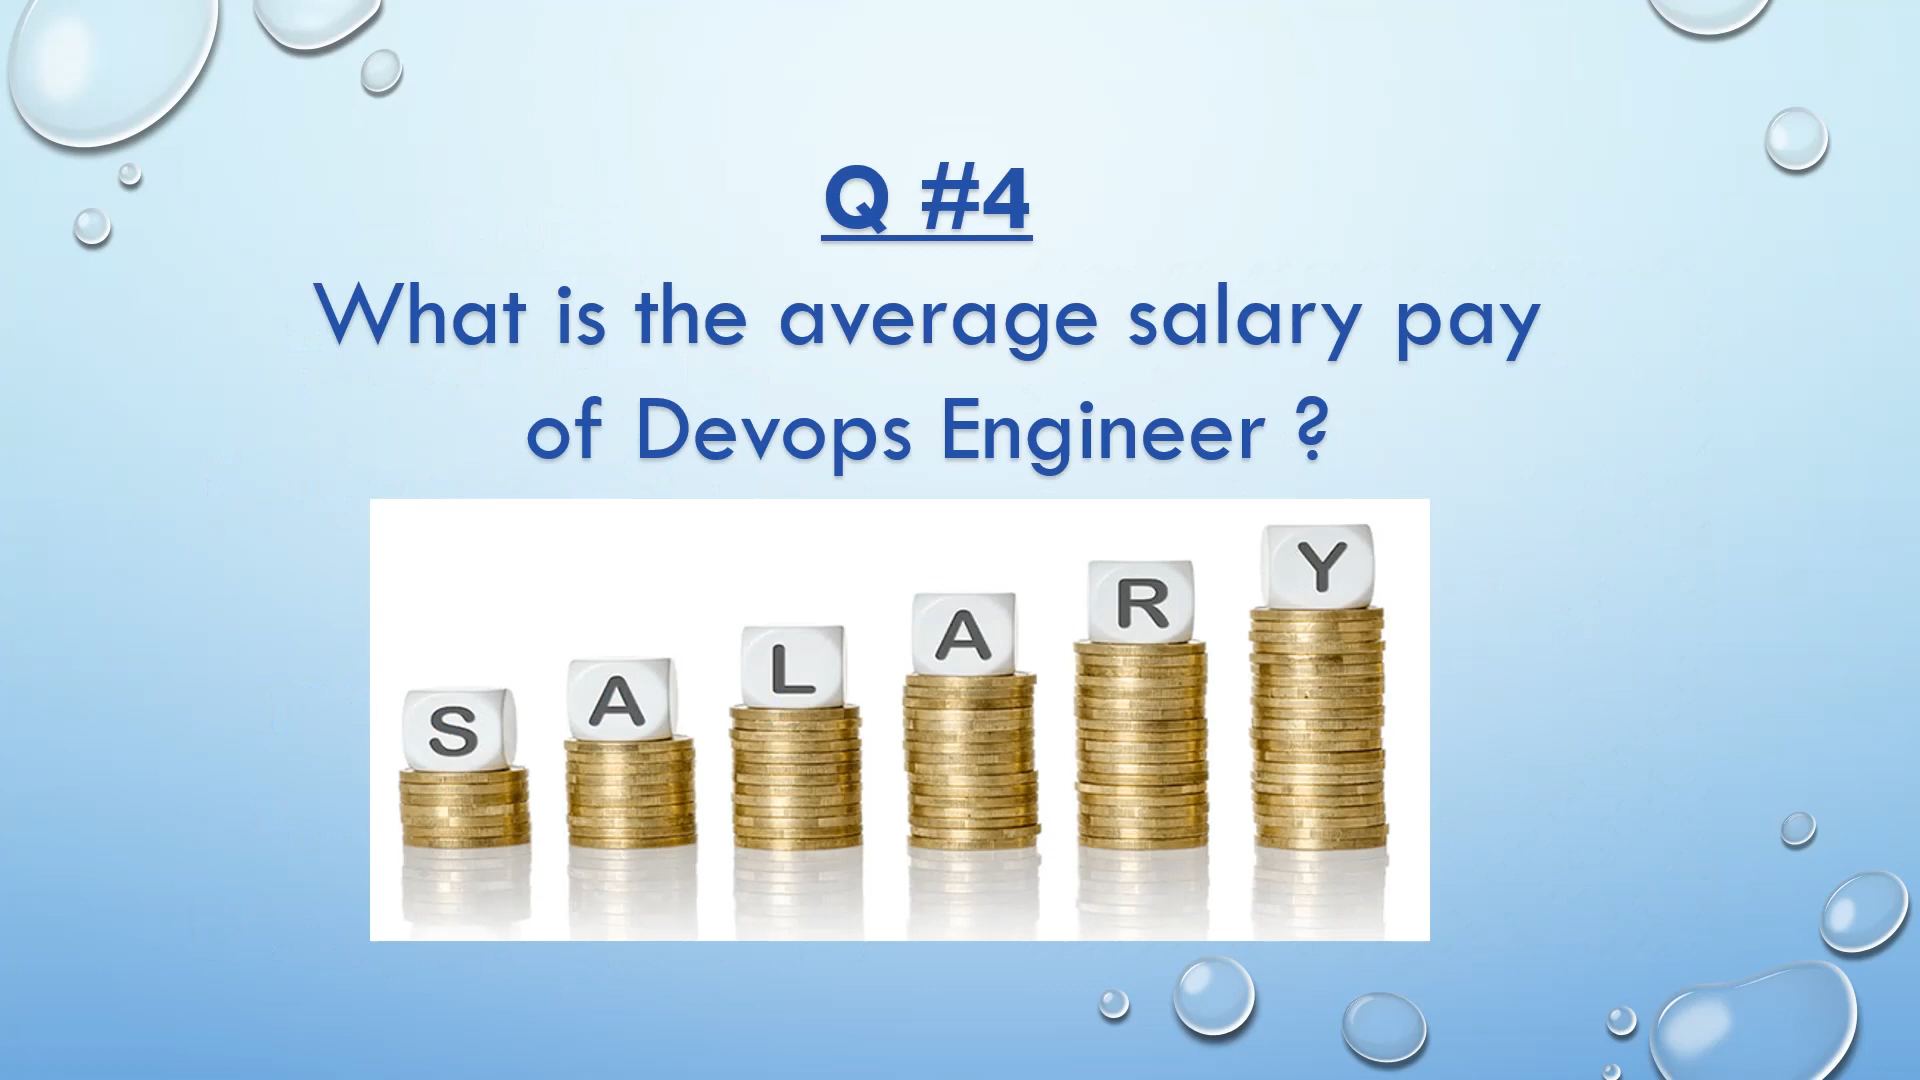 Q #4
What is the average salary pay
of Devops Engineer ?
S A L A R Y